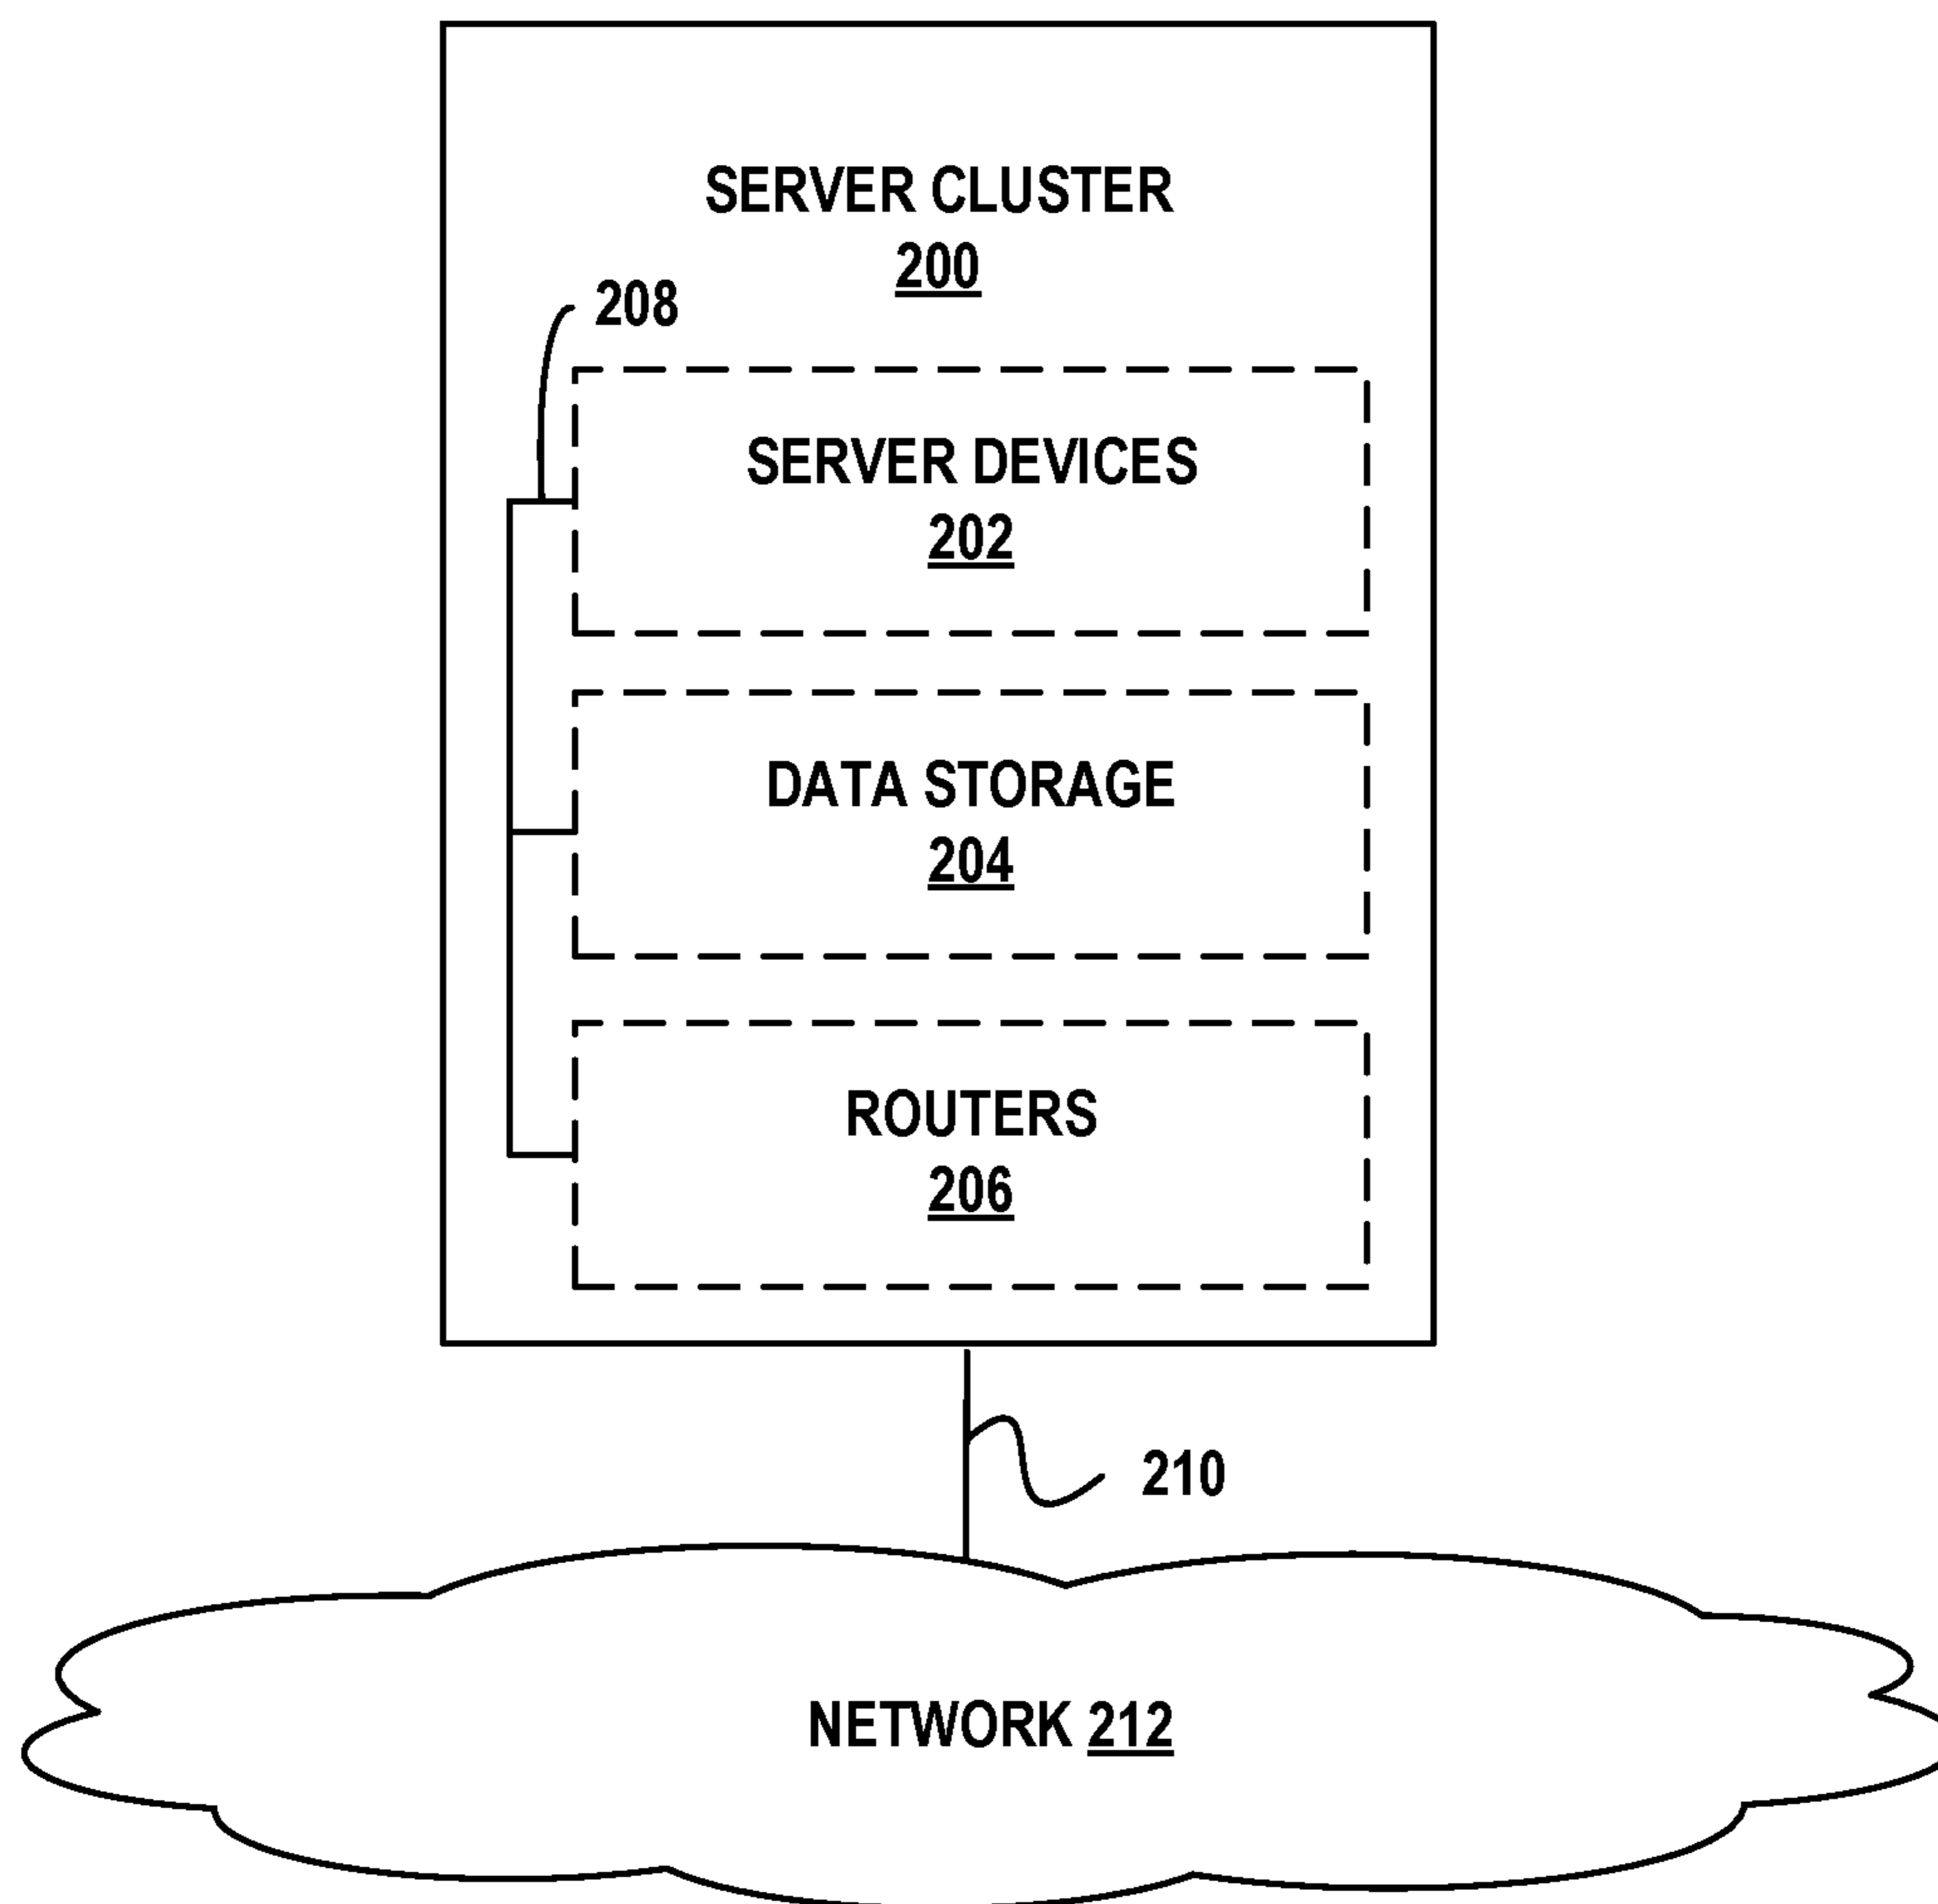 SERVER CLUSTER
200
208
SERVER DEVICES
202
DATA STORAGE
204
ROUTERS
206
210
NETWORK 212